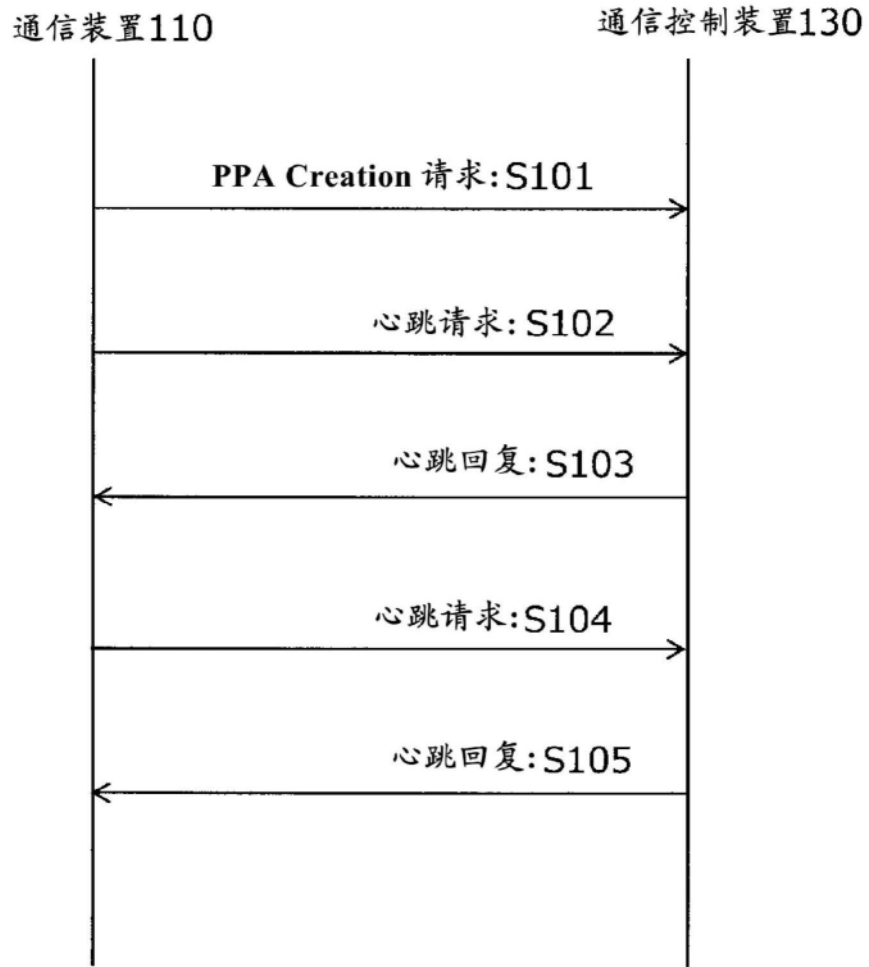 通信装置110
通信控制装置130
PPA Creation 请求:S101
心跳请求:S102
心跳回复:S103
心跳请求:S104
心跳回复:S105